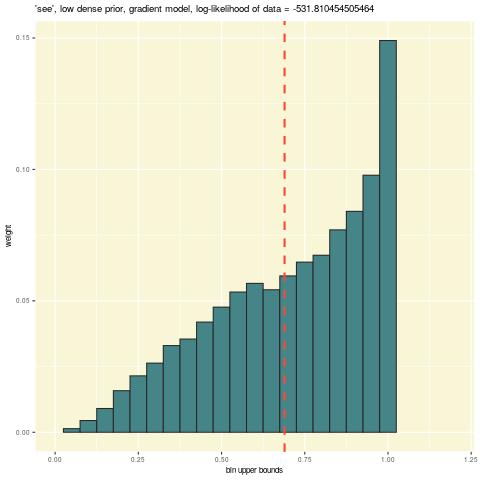 'see', low dense prior, gradient model, log-likelihood of data = -531.810454505464
0.15
0.10
0.05
0.00
weight
0.00 0.25 0.50 0.75 1.00 1.25
bin upper bounds